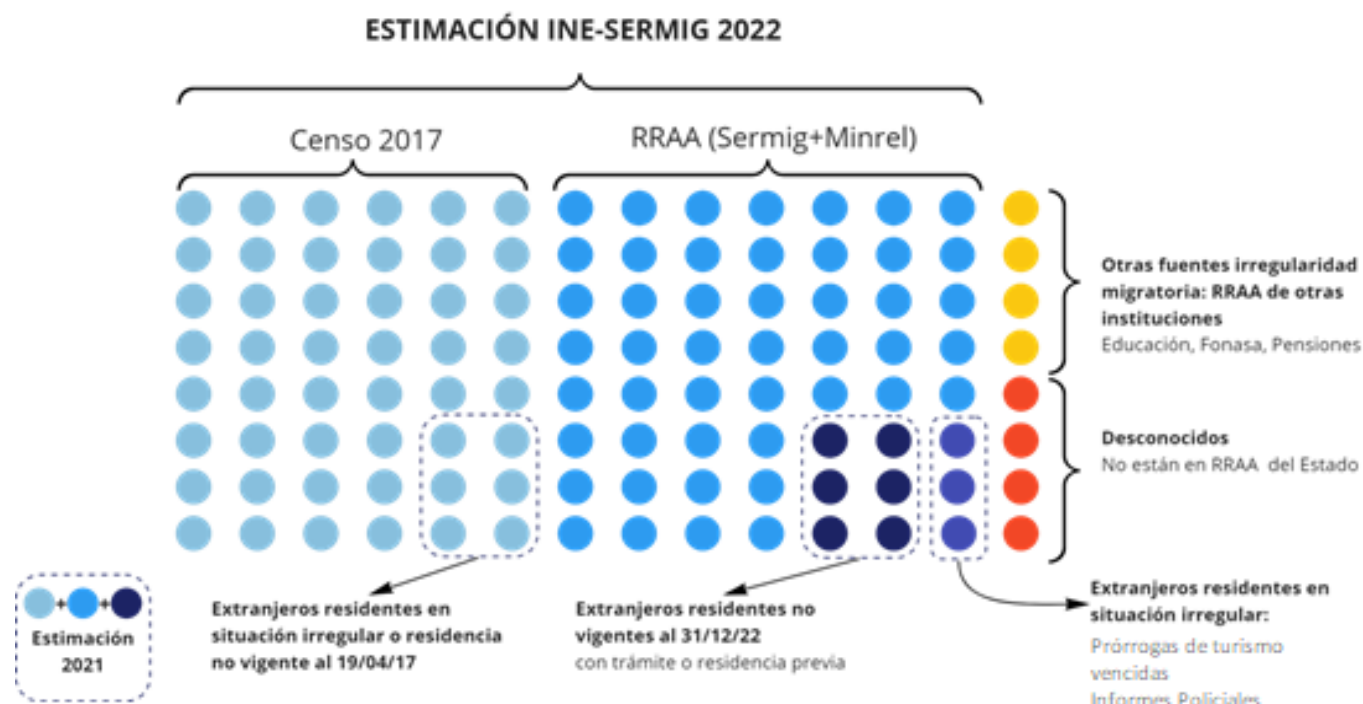 ESTIMACIÓN INE-SERMIG 2022
Censo 2017
RRAA (Sermig+Minrel)
Otras fuentes irregularidad
migratoria: RRAA de otras
instituciones
Educación, Fonasa, Pensiones
Desconocidos
No están en RRAA del Estado
+ +
Estimación
2021
Extranjeros residentes en
situación irregular o residencia
no vigente al 19/04/17
Extranjeros residentes no
vigentes al 31/12/22
con trámite o residencia previa
Extranjeros residentes en
situación irregular:
Prórrogas de turismo
vencidas
Informes Policiales